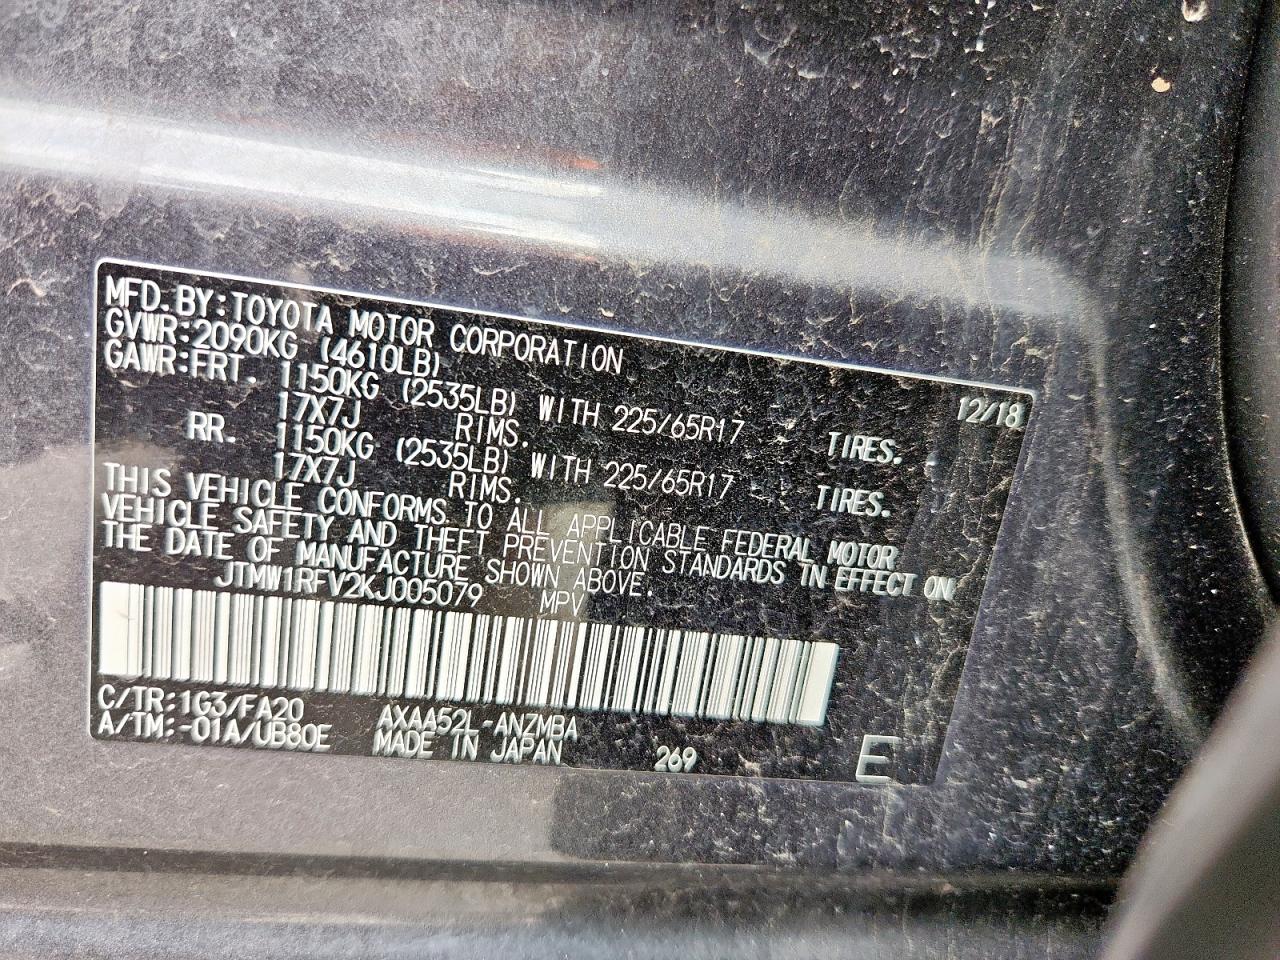 MFD. BY: TOYOTA MOTOR CORPORATION 12/18
GVWR: 2090KG (4610LB)
GAWR: FRT. 1150KG (2535LB) WITH 225/65R17 TIRES.
17X7J RIMS.
RR. 1150KG (2535LB) WITH 225/65R17 TIRES.
17X7J RIMS.
THIS VEHICLE CONFORMS TO ALL APPLICABLE FEDERAL MOTOR
VEHICLE SAFETY AND THEFT PREVENTION STANDARDS IN EFFECT ON
THE DATE OF MANUFACTURE SHOWN ABOVE.
JTMW1RFV2KJ005079 MPV
C/TR: 1G3/FA20 AXAA52L-ANZMBA
A/TM: -01A/UB80E MADE IN JAPAN 269 E